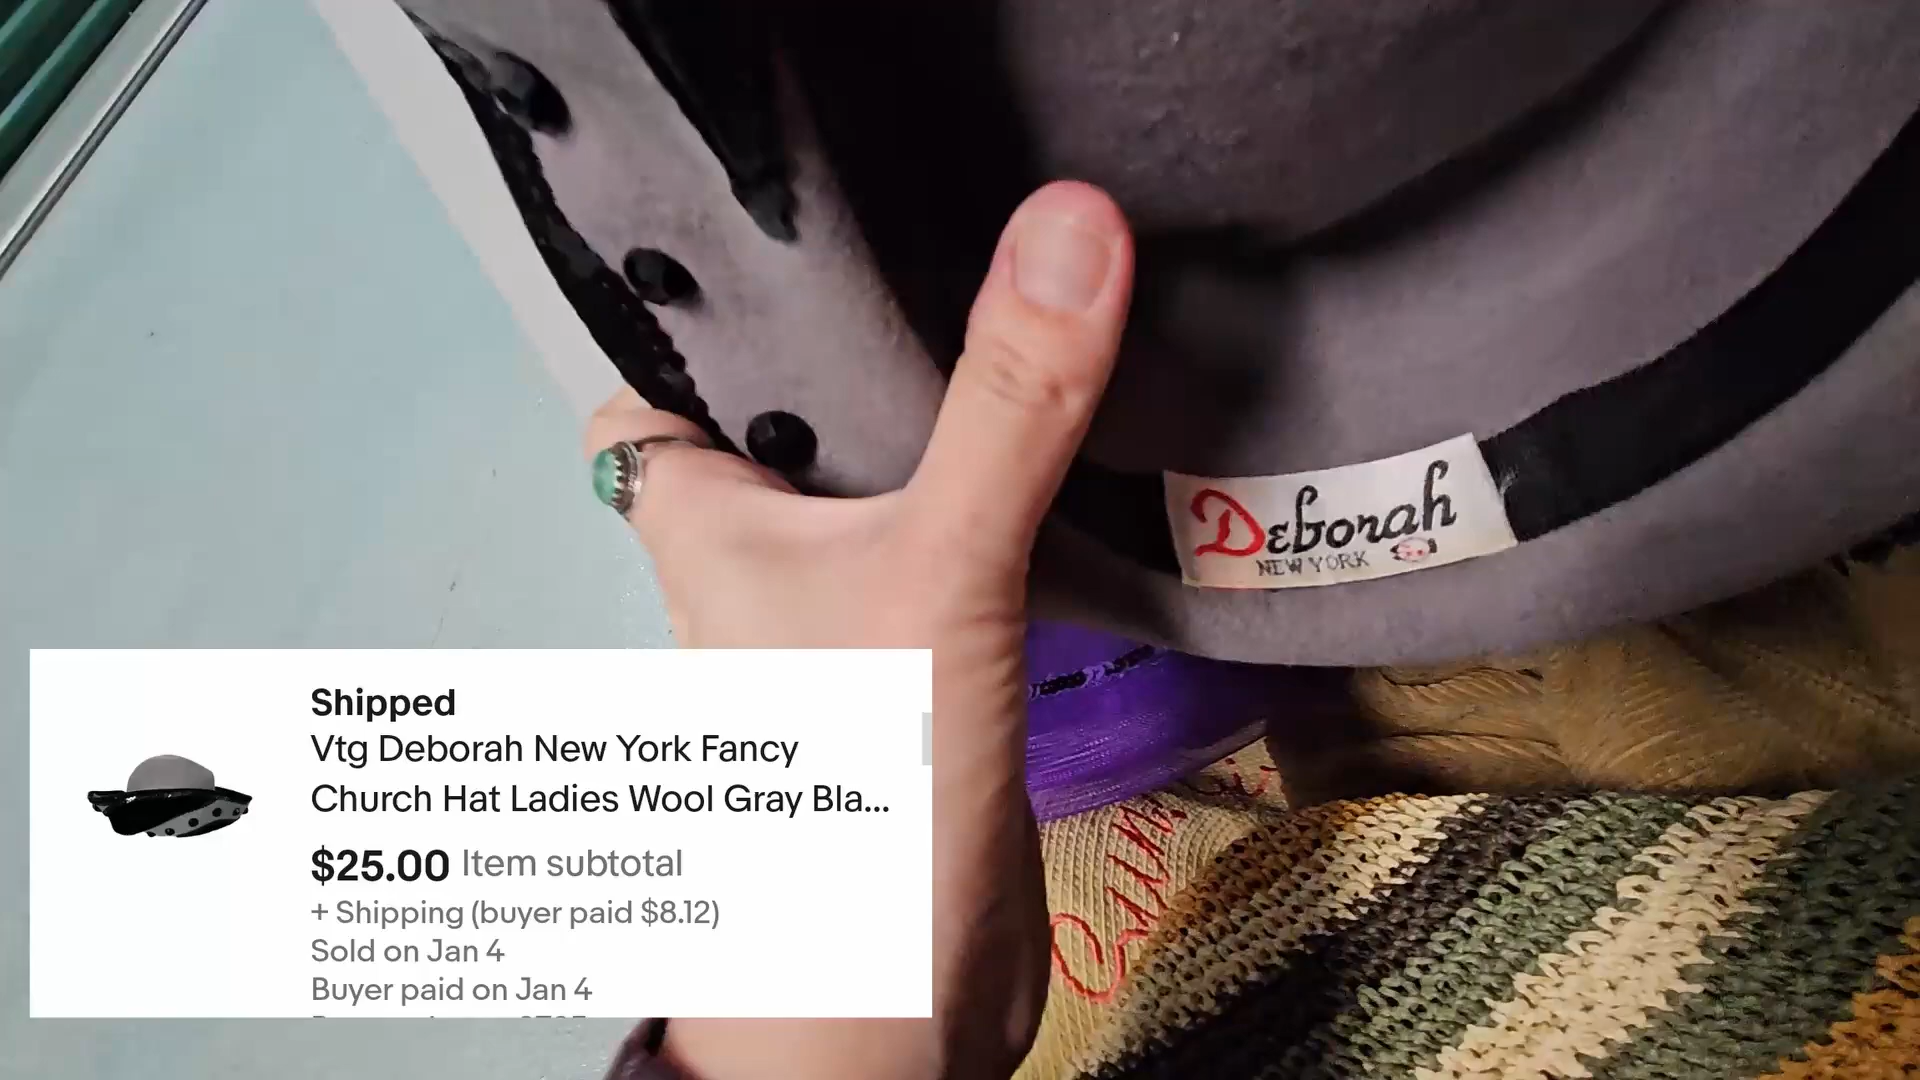 Deborah
NEW YORK
Shipped
Vtg Deborah New York Fancy
Church Hat Ladies Wool Gray Bla...
$25.00 Item subtotal
+ Shipping (buyer paid $8.12)
Sold on Jan 4
Buyer paid on Jan 4